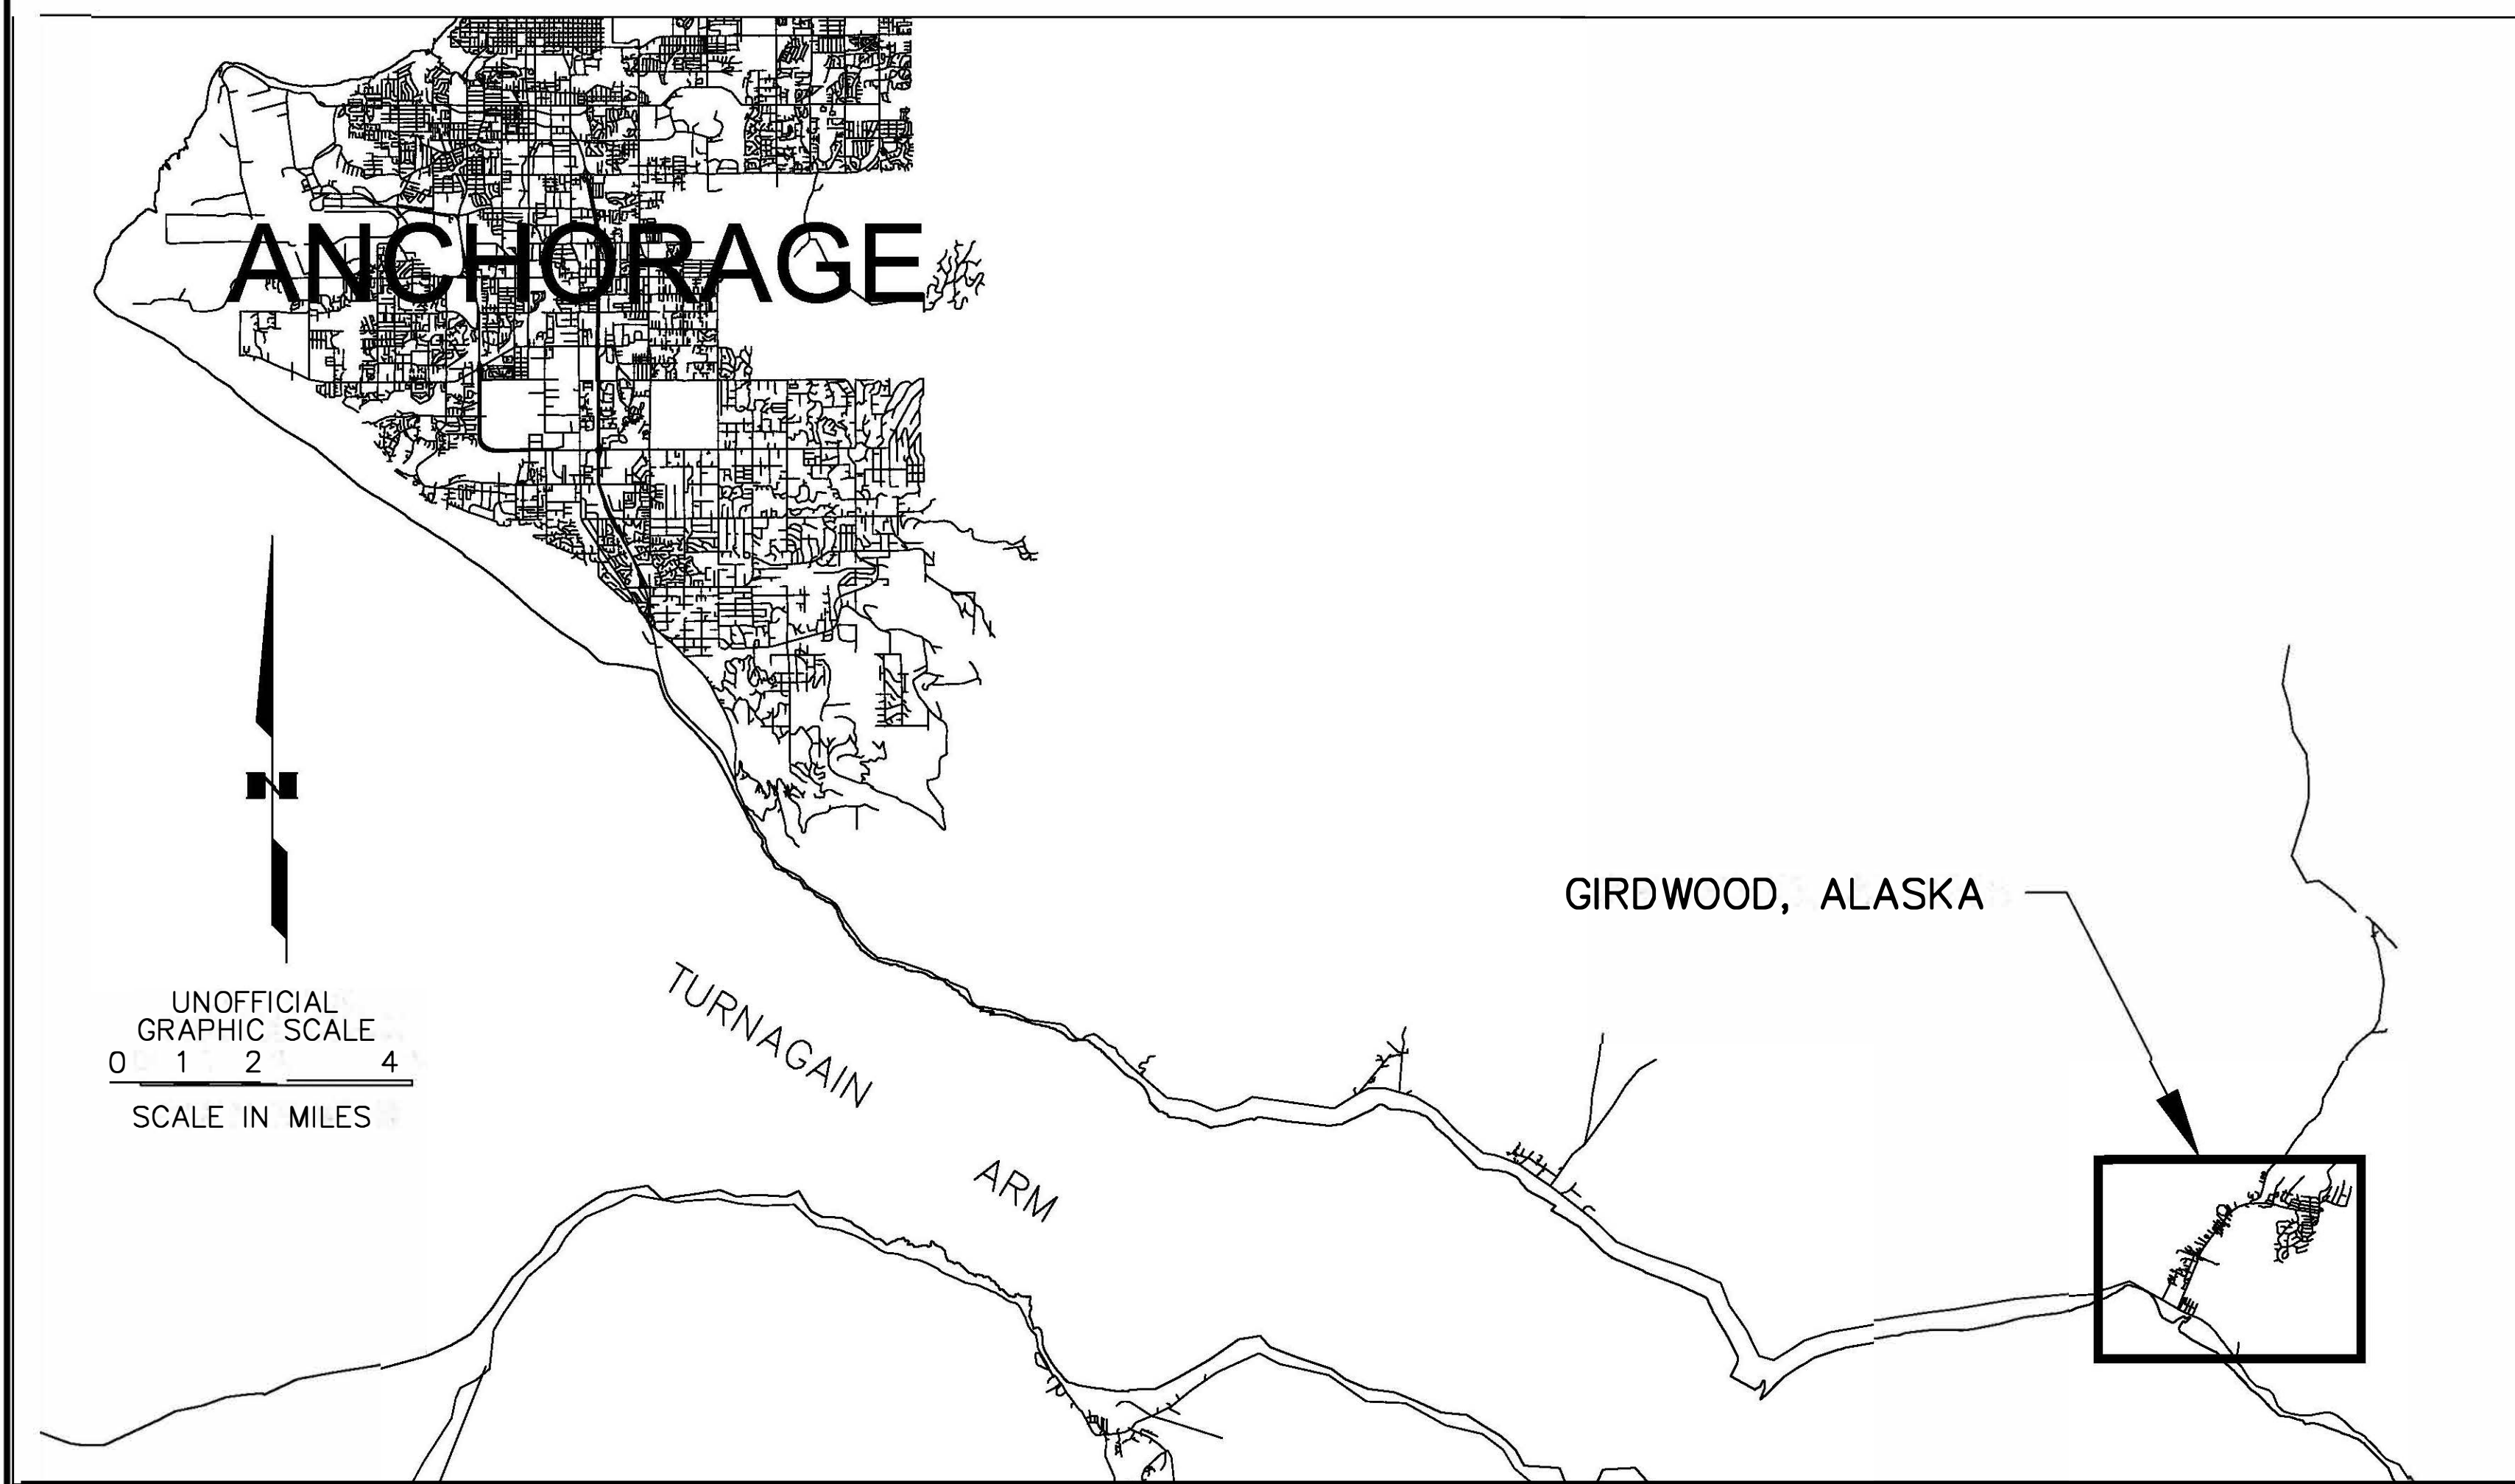 ANCHORAGE
N
GIRDWOOD, ALASKA
TURNAGAIN
ARM
UNOFFICIAL
GRAPHIC SCALE
0 1 2 4
SCALE IN MILES